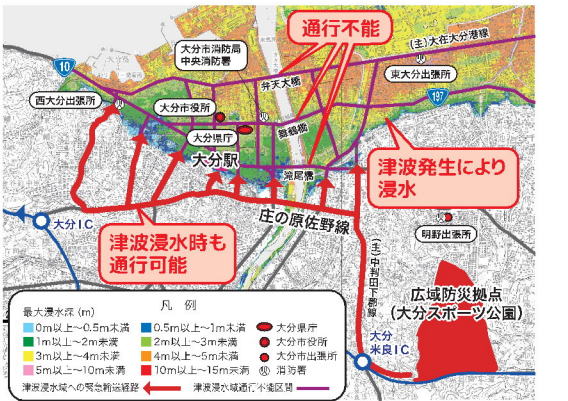 通行不能
(主)大在大分港線
大分市消防局
中央消防署
10
弁天大橋
東大分出張所
197
西大分出張所
大分市役所
舞鶴橋
大分県庁
大分駅
滝尾橋
津波発生により
浸水
庄の原佐野線
大分IC
津波浸水時も
通行可能
明野出張所
(主)中判田下郡線
広域防災拠点
(大分スポーツ公園)
大分
米良IC
凡 例
最大浸水深(m)
0m以上~0.5m未満
0.5m以上~1m未満
大分県庁
1m以上~2m未満
2m以上~3m未満
大分市役所
3m以上~4m未満
4m以上~5m未満
大分市出張所
5m以上~10m未満
10m以上~15m未満
消防署
津波浸水域への緊急輸送経路
津波浸水域通行不能区間